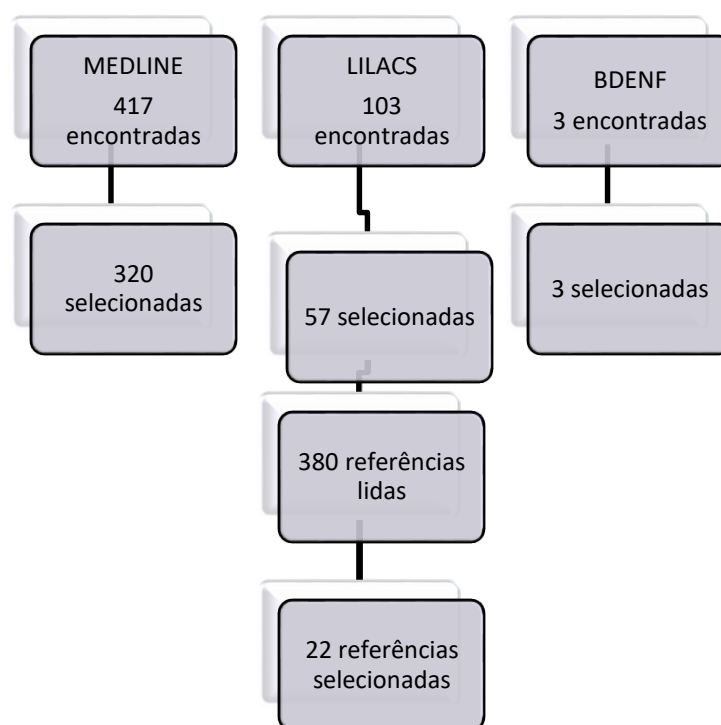 MEDLINE
417
encontradas
LILACS
103
encontradas
BDENF
3 encontradas
320
selecionadas
57 selecionadas
3 selecionadas
380 referências
lidas
22 referências
selecionadas